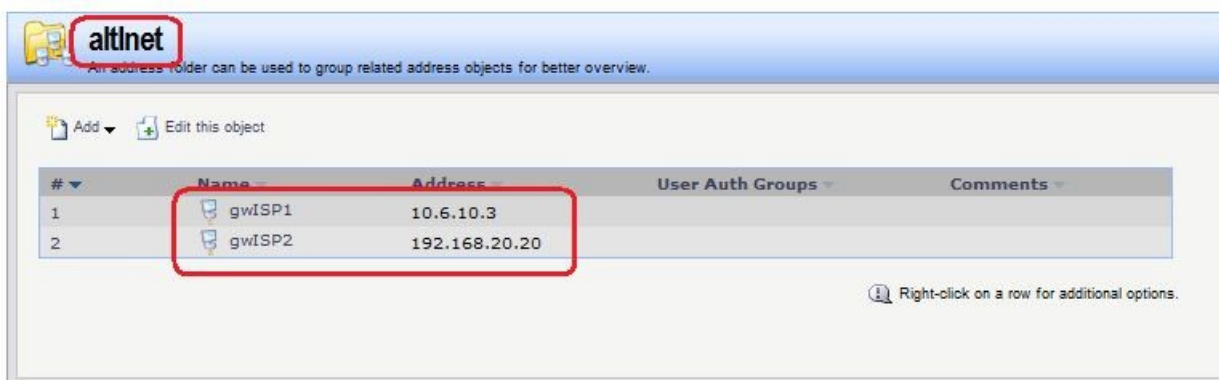 altInet
An address folder can be used to group related address objects for better overview.
Add Edit this object
# Name Address User Auth Groups Comments
1 gwISP1 10.6.10.3
2 gwISP2 192.168.20.20
Right-click on a row for additional options.